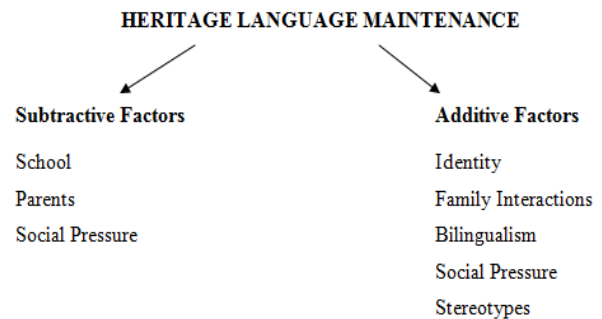 HERITAGE LANGUAGE MAINTENANCE
Subtractive Factors
School
Parents
Social Pressure
Additive Factors
Identity
Family Interactions
Bilingualism
Social Pressure
Stereotypes